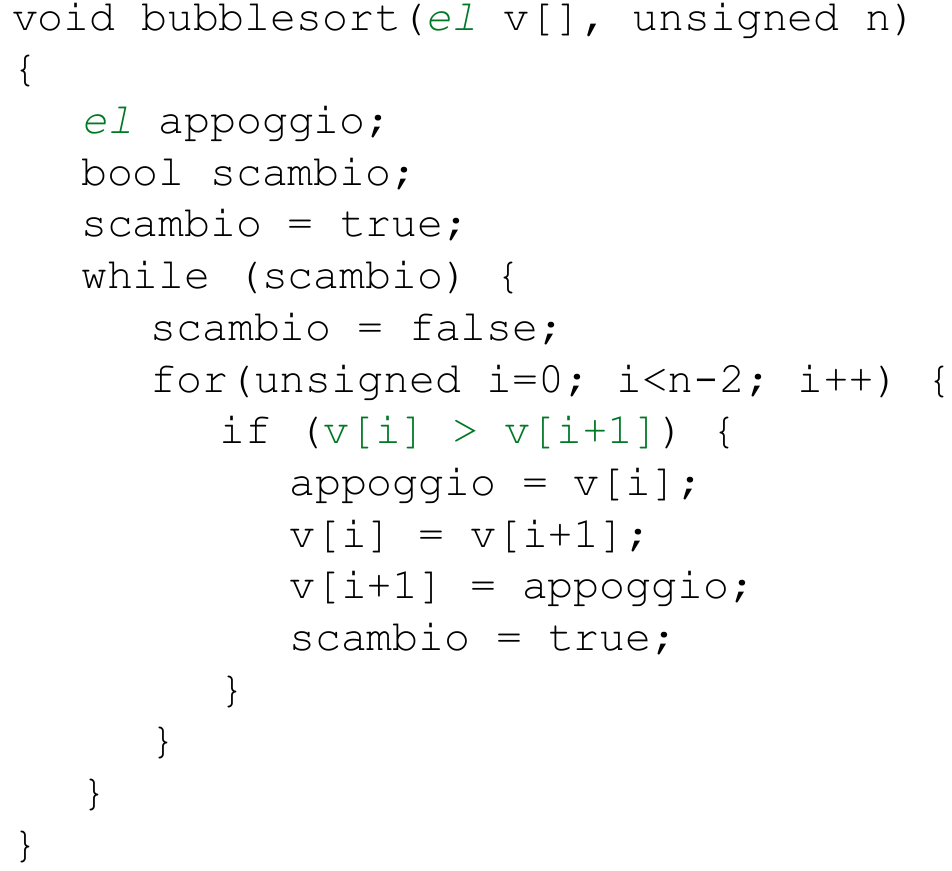 void bubblesort(el v[], unsigned n)
{
el appoggio;
bool scambio;
scambio = true;
while (scambio) {
scambio = false;
for(unsigned i=0; i<n-2; i++) {
if (v[i] > v[i+1]) {
appoggio = v[i];
v[i] = v[i+1];
v[i+1] = appoggio;
scambio = true;
}
}
}
}